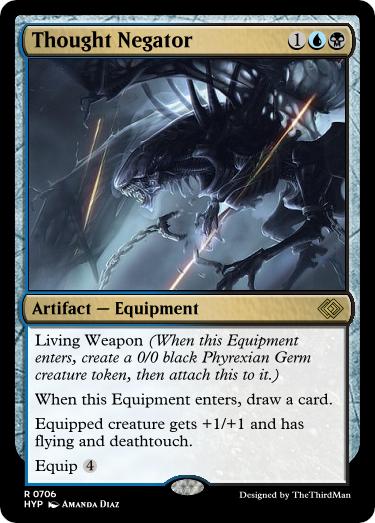 Thought Negator 1
Artifact — Equipment
Living Weapon (When this Equipment
enters, create a 0/0 black Phyrexian Germ
creature token, then attach this to it.)
When this Equipment enters, draw a card.
Equipped creature gets +1/+1 and has
flying and deathtouch.
Equip 4
R 0706
HYP AMANDA DIAZ
Designed by TheThirdMan